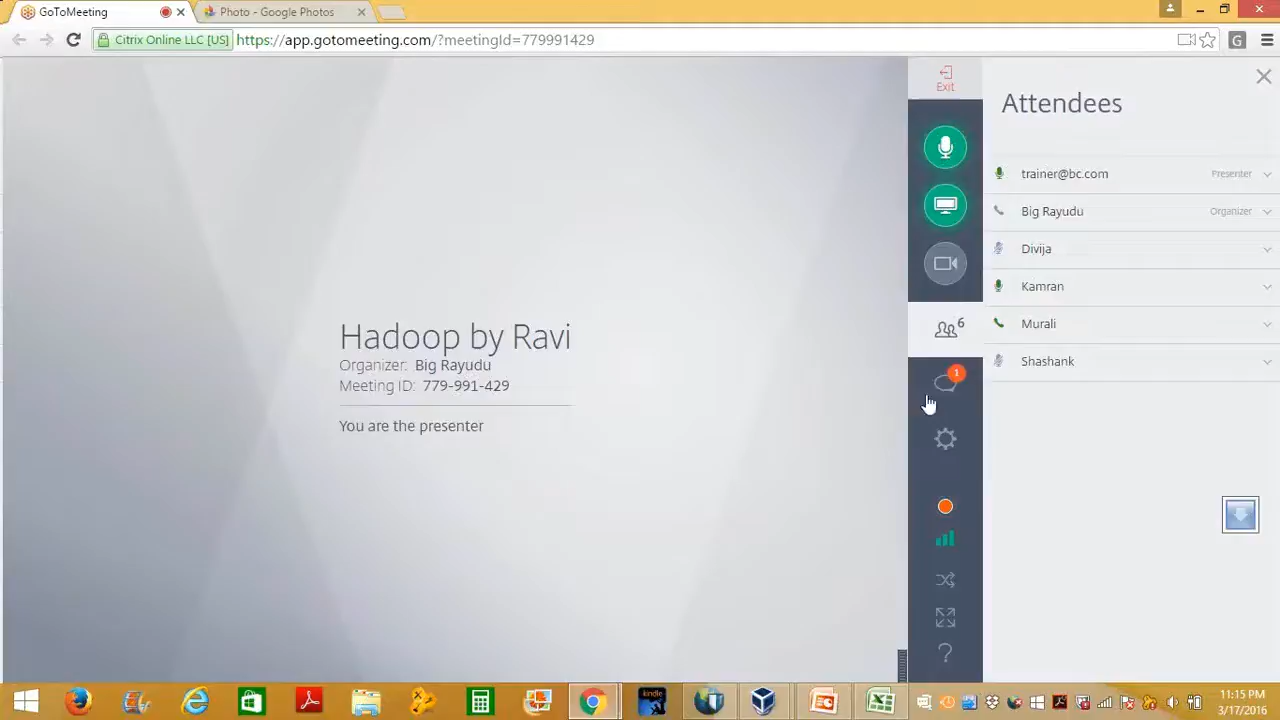 GoToMeeting
Photo - Google Photos
Citrix Online LLC [US]
https://app.gotomeeting.com/?meetingId=779991429
G
Exit
Attendees
trainer@bc.com Presenter
Big Rayudu Organizer
Divija
Kamran
6
Murali
1
Shashank
Hadoop by Ravi
Organizer: Big Rayudu
Meeting ID: 779-991-429
You are the presenter
?
kindle
11:15 PM
3/17/2016